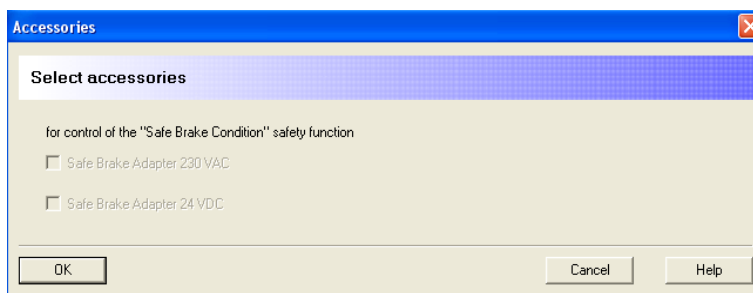 Accessories
Select accessories
for control of the "Safe Brake Condition" safety function
Safe Brake Adapter 230 VAC
Safe Brake Adapter 24 VDC
OK Cancel Help